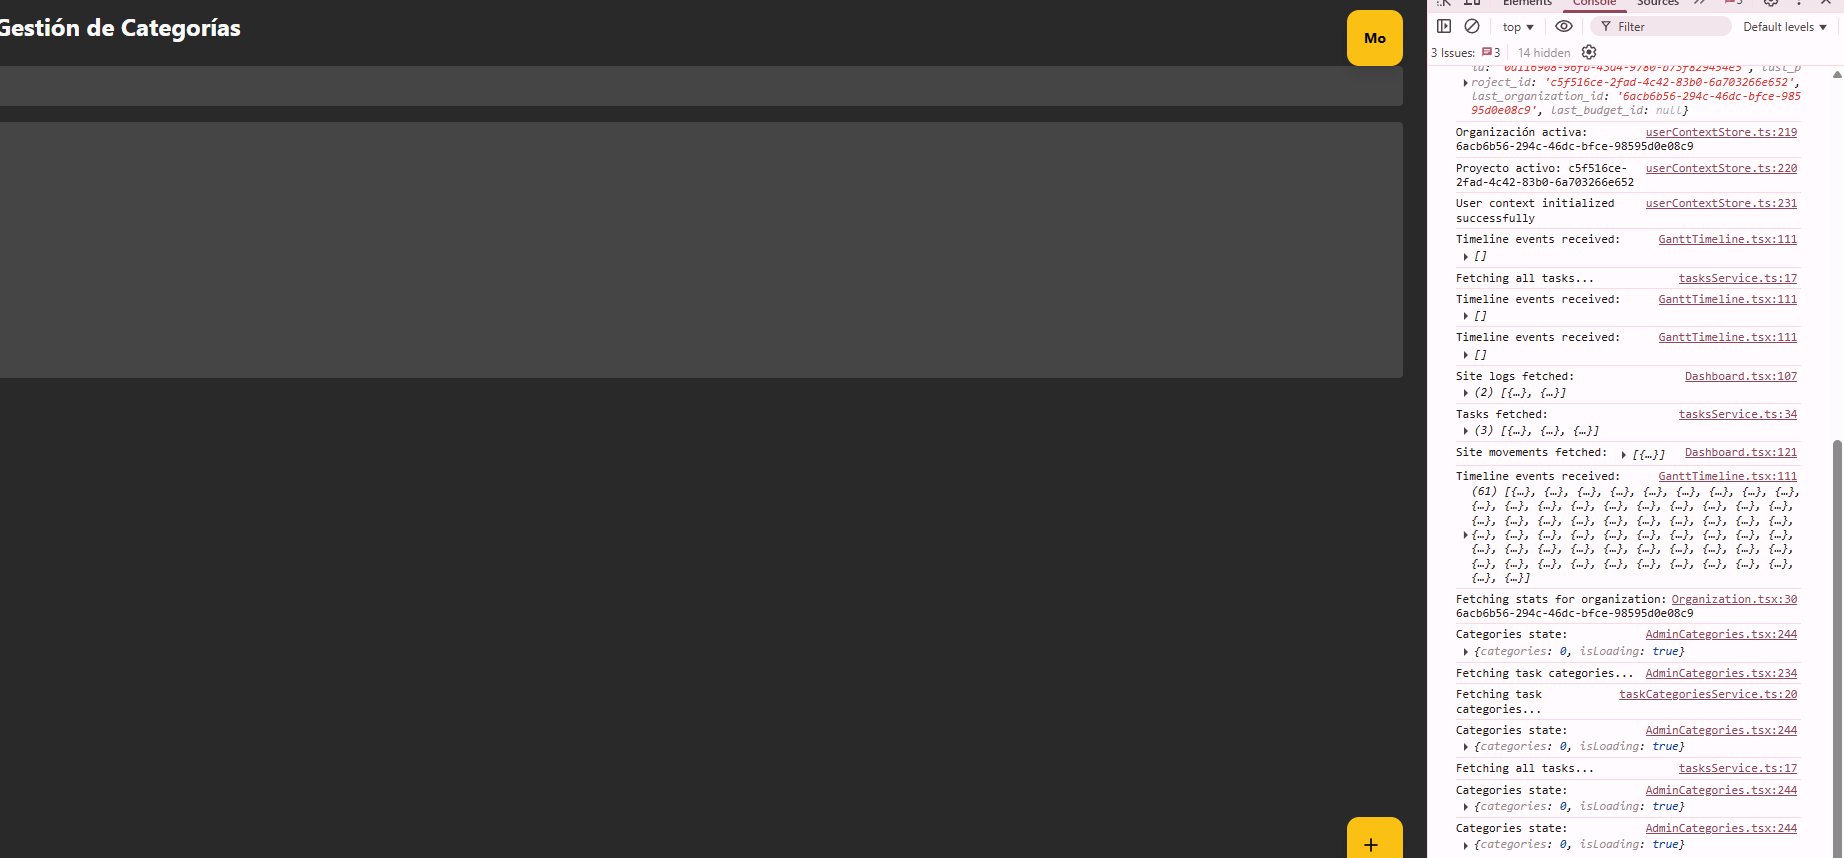 Gestión de Categorías
Mo
+
Elements Console Sources
top Filter Default levels
3 Issues: 3 14 hidden
roject_id: 'c5f516ce-2fad-4c42-83b0-6a703266e652',
last_organization_id: '6acb6b56-294c-46dc-bfce-985
95d0e08c9', last_budget_id: null}
Organización activa: userContextStore.ts:219
6acb6b56-294c-46dc-bfce-98595d0e08c9
Proyecto activo: c5f516ce- userContextStore.ts:220
2fad-4c42-83b0-6a703266e652
User context initialized userContextStore.ts:231
successfully
Timeline events received: GanttTimeline.tsx:111
[]
Fetching all tasks... tasksService.ts:17
Timeline events received: GanttTimeline.tsx:111
[]
Timeline events received: GanttTimeline.tsx:111
[]
Site logs fetched: Dashboard.tsx:107
(2) [{…}, {…}]
Tasks fetched: tasksService.ts:34
(3) [{…}, {…}, {…}]
Site movements fetched: [{…}] Dashboard.tsx:121
Timeline events received: GanttTimeline.tsx:111
(61) [{…}, {…}, {…}, {…}, {…}, {…}, {…}, {…}, {…},
{…}, {…}, {…}, {…}, {…}, {…}, {…}, {…}, {…}, {…},
{…}, {…}, {…}, {…}, {…}, {…}, {…}, {…}, {…}, {…},
{…}, {…}, {…}, {…}, {…}, {…}, {…}, {…}, {…}, {…},
{…}, {…}, {…}, {…}, {…}, {…}, {…}, {…}, {…}, {…},
{…}, {…}, {…}, {…}, {…}, {…}, {…}, {…}, {…}, {…},
{…}, {…}]
Fetching stats for organization: Organization.tsx:30
6acb6b56-294c-46dc-bfce-98595d0e08c9
Categories state: AdminCategories.tsx:244
{categories: 0, isLoading: true}
Fetching task categories... AdminCategories.tsx:234
Fetching task taskCategoriesService.ts:20
categories...
Categories state: AdminCategories.tsx:244
{categories: 0, isLoading: true}
Fetching all tasks... tasksService.ts:17
Categories state: AdminCategories.tsx:244
{categories: 0, isLoading: true}
Categories state: AdminCategories.tsx:244
{categories: 0, isLoading: true}